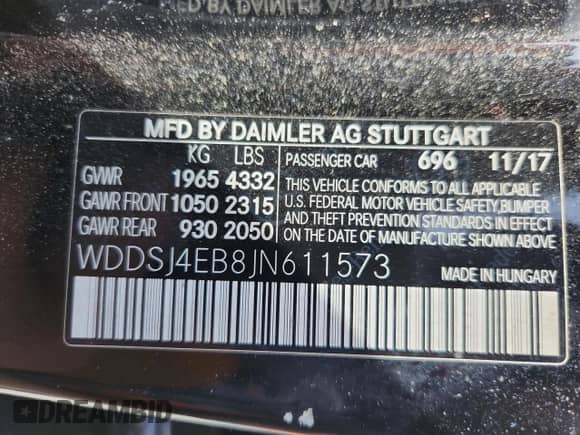 MFD BY DAIMLER AG STUTTGART
KG LBS PASSENGER CAR 696 11/17
GVWR 1965 4332
GAWR FRONT 1050 2315
GAWR REAR 930 2050
THIS VEHICLE CONFORMS TO ALL APPLICABLE
U.S. FEDERAL MOTOR VEHICLE SAFETY, BUMPER
AND THEFT PREVENTION STANDARDS IN EFFECT
ON THE DATE OF MANUFACTURE SHOWN ABOVE.
WDDSJ4EB8JN611573 MADE IN HUNGARY
DREAMBID